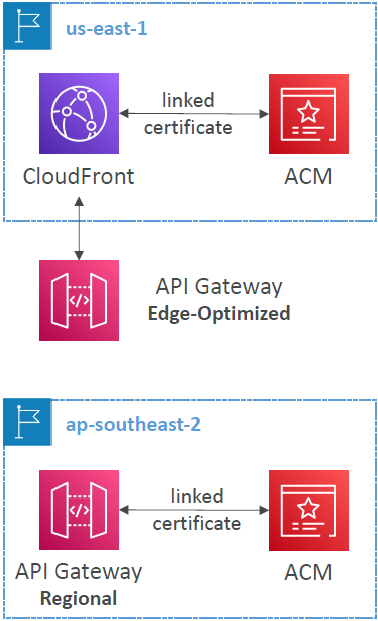 us-east-1
linked
certificate
CloudFront
ACM
API Gateway
Edge-Optimized
ap-southeast-2
linked
certificate
API Gateway
Regional
ACM